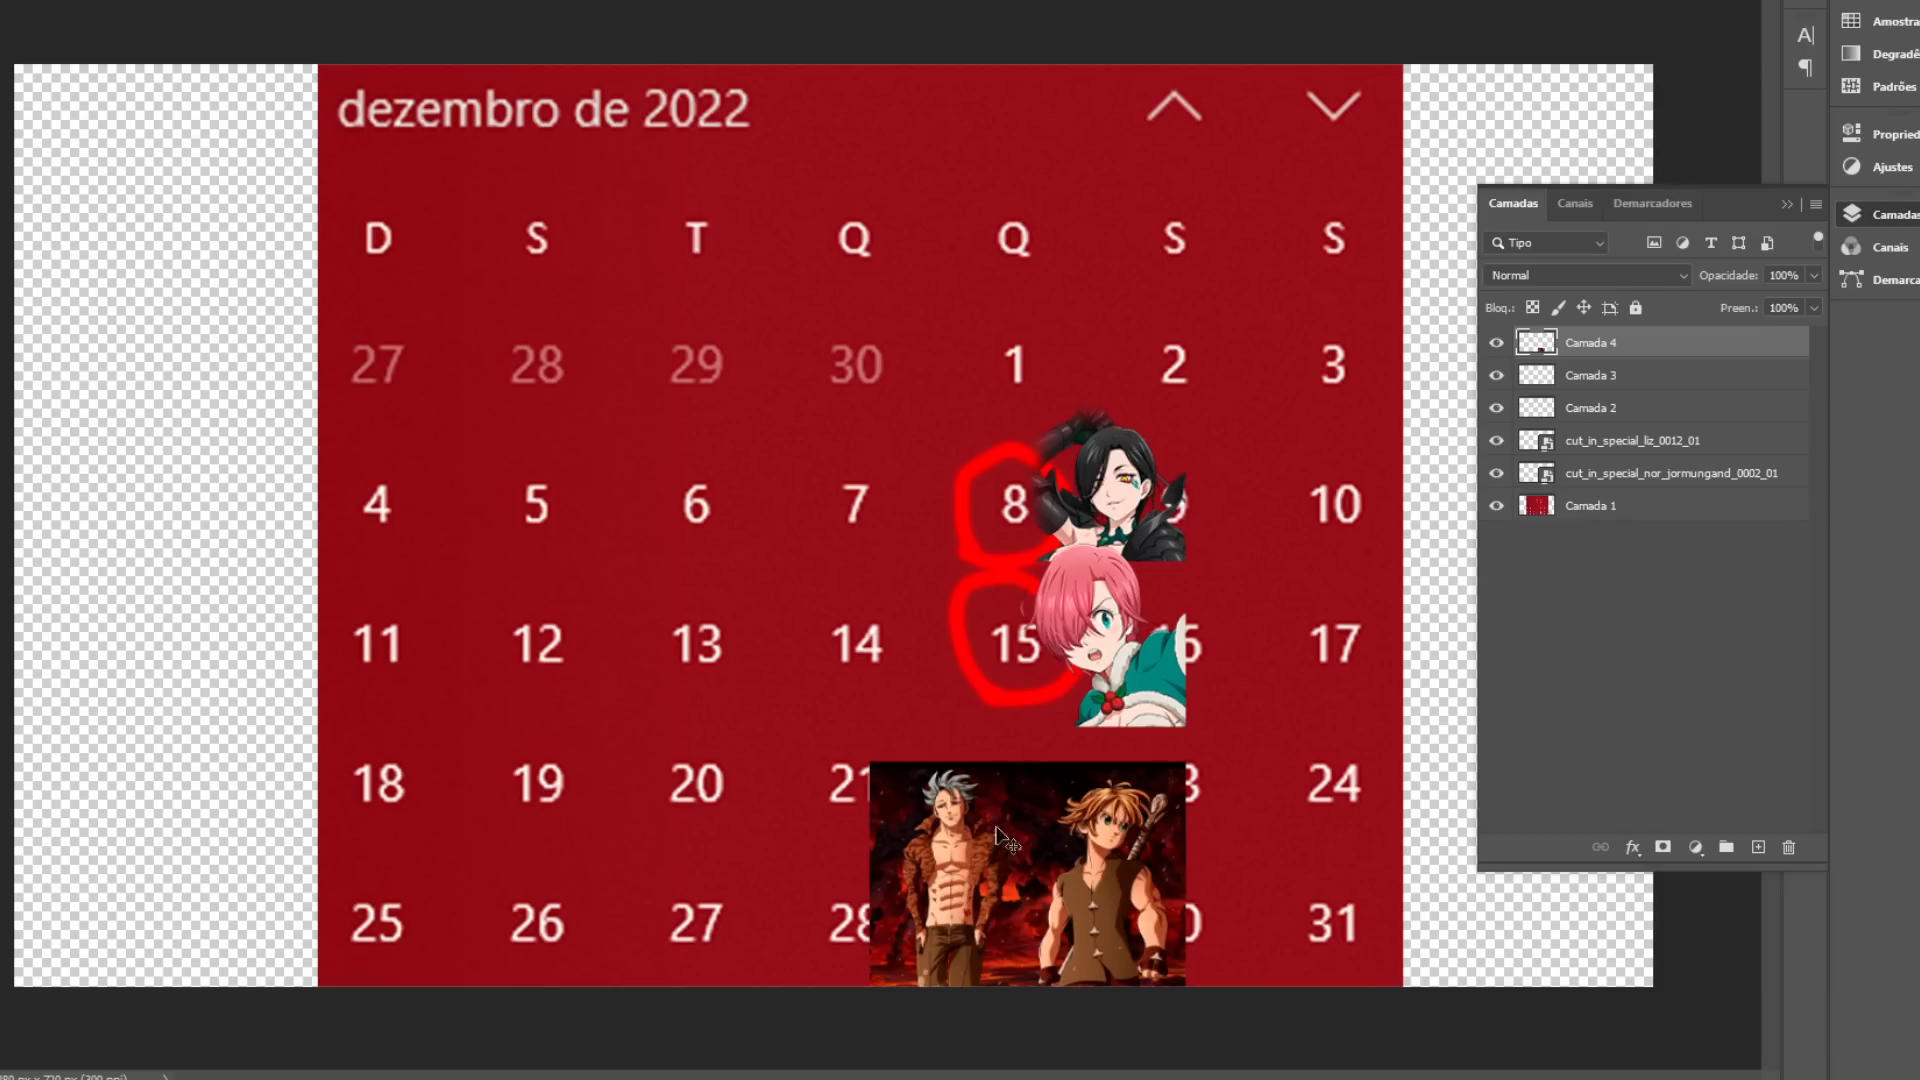 dezembro de 2022
D S T Q Q S S
27 28 29 30 1 2 3
4 5 6 7 8 10
11 12 13 14 15 17
18 19 20 21 24
25 26 27 28 31
A|
Amostra
Degradê
Padrões
Propried
Ajustes
Camadas
Canais
Demarca
Camadas Canais Demarcadores
Tipo
Normal Opacidade: 100%
Bloq.: Preen.: 100%
Camada 4
Camada 3
Camada 2
cut_in_special_liz_0012_01
cut_in_special_nor_jormungand_0002_01
Camada 1
fx